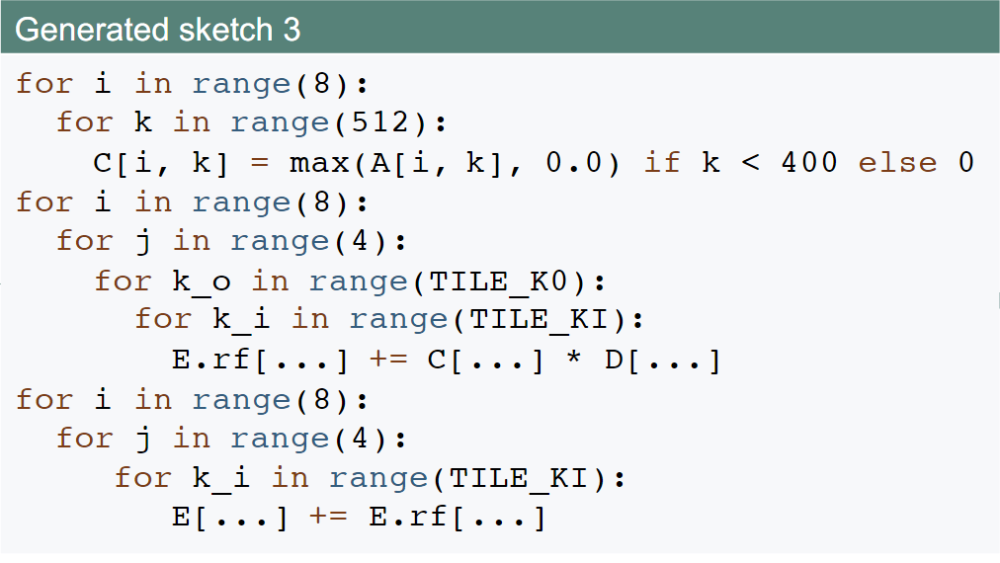 Generated sketch 3
for i in range(8):
  for k in range(512):
    C[i, k] = max(A[i, k], 0.0) if k < 400 else 0
for i in range(8):
  for j in range(4):
    for k_o in range(TILE_K0):
      for k_i in range(TILE_KI):
        E.rf[...] += C[...] * D[...]
for i in range(8):
  for j in range(4):
     for k_i in range(TILE_KI):
        E[...] += E.rf[...]